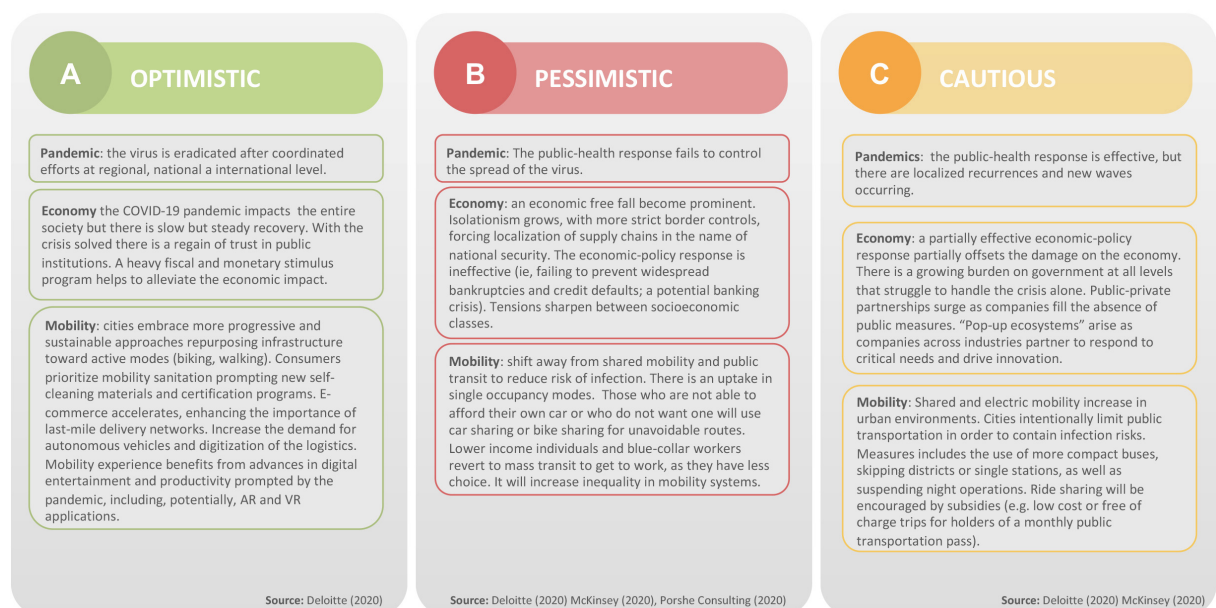 A
OPTIMISTIC
Pandemic: the virus is eradicated after coordinated
efforts at regional, national a international level.
Economy the COVID-19 pandemic impacts the entire
society but there is slow but steady recovery. With the
crisis solved there is a regain of trust in public
institutions. A heavy fiscal and monetary stimulus
program helps to alleviate the economic impact.
Mobility: cities embrace more progressive and
sustainable approaches repurposing infrastructure
toward active modes (biking, walking). Consumers
prioritize mobility sanitation prompting new self-
cleaning materials and certification programs. E-
commerce accelerates, enhancing the importance of
last-mile delivery networks. Increase the demand for
autonomous vehicles and digitization of the logistics.
Mobility experience benefits from advances in digital
entertainment and productivity prompted by the
pandemic, including, potentially, AR and VR
applications.
Source: Deloitte (2020)
B
PESSIMISTIC
Pandemic: The public-health response fails to control
the spread of the virus.
Economy: an economic free fall become prominent.
Isolationism grows, with more strict border controls,
forcing localization of supply chains in the name of
national security. The economic-policy response is
ineffective (ie, failing to prevent widespread
bankruptcies and credit defaults; a potential banking
crisis). Tensions sharpen between socioeconomic
classes.
Mobility: shift away from shared mobility and public
transit to reduce risk of infection. There is an uptake in
single occupancy modes. Those who are not able to
afford their own car or who do not want one will use
car sharing or bike sharing for unavoidable routes.
Lower income individuals and blue-collar workers
revert to mass transit to get to work, as they have less
choice. It will increase inequality in mobility systems.
Source: Deloitte (2020) McKinsey (2020), Porshe Consulting (2020)
C
CAUTIOUS
Pandemics: the public-health response is effective, but
there are localized recurrences and new waves
occurring.
Economy: a partially effective economic-policy
response partially offsets the damage on the economy.
There is a growing burden on government at all levels
that struggle to handle the crisis alone. Public-private
partnerships surge as companies fill the absence of
public measures. “Pop-up ecosystems” arise as
companies across industries partner to respond to
critical needs and drive innovation.
Mobility: Shared and electric mobility increase in
urban environments. Cities intentionally limit public
transportation in order to contain infection risks.
Measures includes the use of more compact buses,
skipping districts or single stations, as well as
suspending night operations. Ride sharing will be
encouraged by subsidies (e.g. low cost or free of
charge trips for holders of a monthly public
transportation pass).
Source: Deloitte (2020) McKinsey (2020)